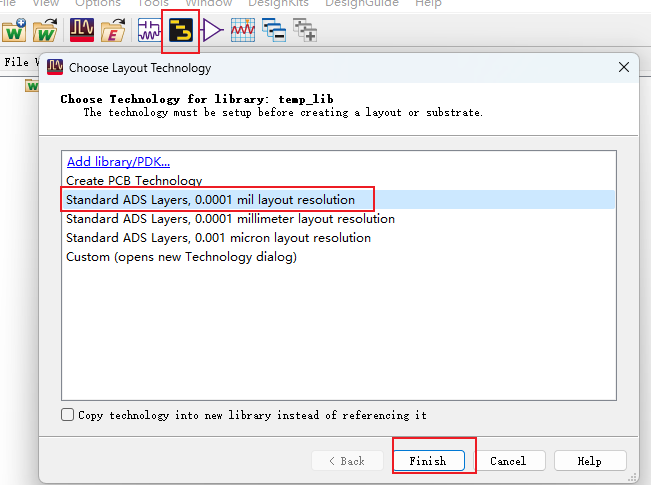 File View Options Tools Window DesignKits DesignGuide Help
W W E
File
W
Choose Layout Technology
Choose Technology for library: temp_lib
The technology must be setup before creating a layout or substrate.
Add library/PDK...
Create PCB Technology
Standard ADS Layers, 0.0001 mil layout resolution
Standard ADS Layers, 0.0001 millimeter layout resolution
Standard ADS Layers, 0.001 micron layout resolution
Custom (opens new Technology dialog)
Copy technology into new library instead of referencing it
< Back Finish Cancel Help